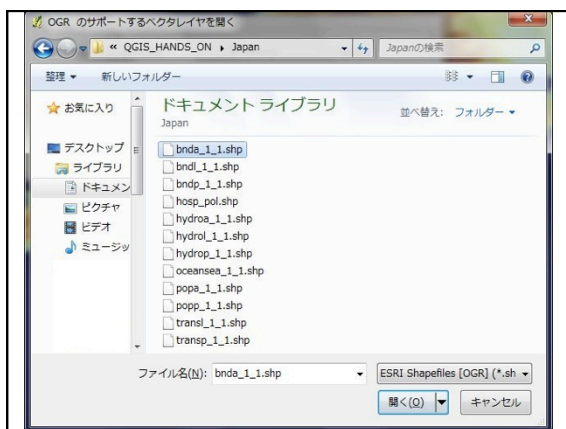 OGR のサポートするベクタレイヤを開く
« QGIS_HANDS_ON ▸ Japan
Japanの検索
整理 ▼ 新しいフォルダー
お気に入り
デスクトップ
ライブラリ
ドキュメン
ピクチャ
ビデオ
ミュージッ
ドキュメント ライブラリ
Japan
並べ替え: フォルダー ▼
bnda_1_1.shp
bndl_1_1.shp
bndp_1_1.shp
hosp_pol.shp
hydroa_1_1.shp
hydrol_1_1.shp
hydrop_1_1.shp
oceansea_1_1.shp
popa_1_1.shp
popp_1_1.shp
transl_1_1.shp
transp_1_1.shp
ファイル名(N): bnda_1_1.shp
ESRI Shapefiles [OGR] (*.sh
開く(O) キャンセル